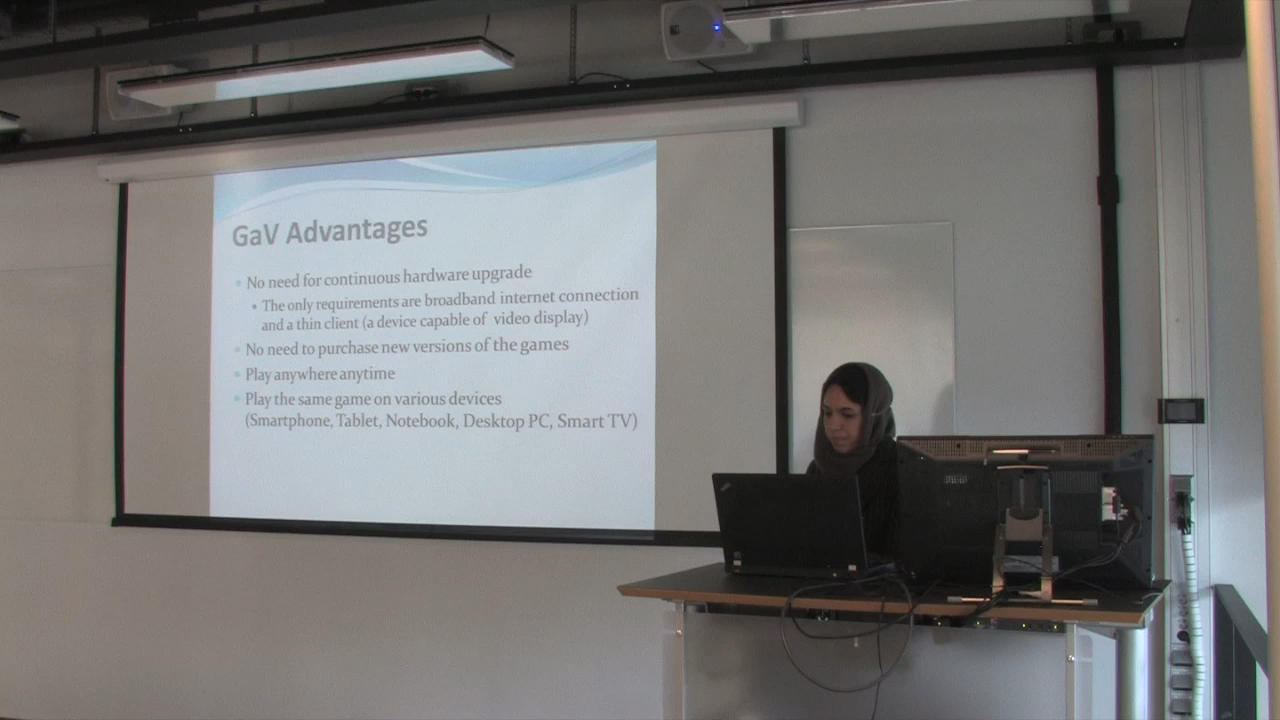 GaV Advantages
No need for continuous hardware upgrade
The only requirements are broadband internet connection
and a thin client (a device capable of video display)
No need to purchase new versions of the games
Play anywhere anytime
Play the same game on various devices
(Smartphone, Tablet, Notebook, Desktop PC, Smart TV)